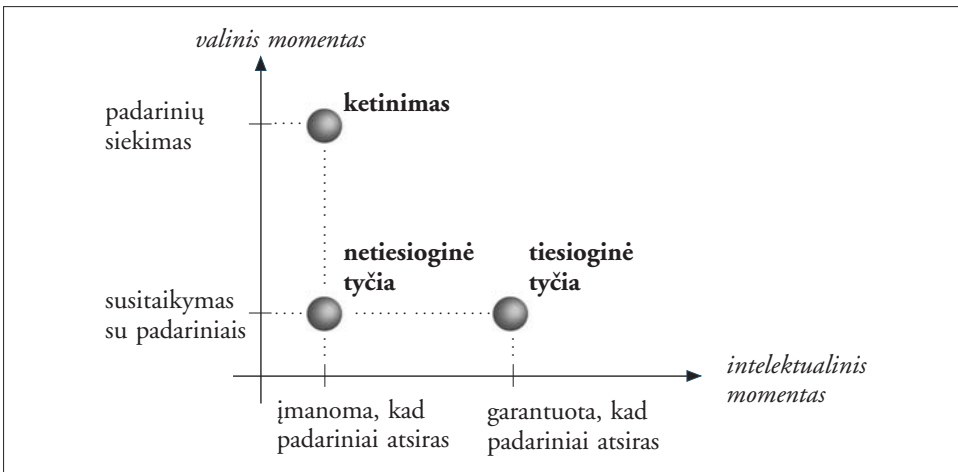 valinis momentas
padarinių
siekimas
ketinimas
netiesioginė
tyčia
tiesioginė
tyčia
susitaikymas
su padariniais
intelektualinis
momentas
įmanoma, kad
padariniai atsiras
garantuota, kad
padariniai atsiras